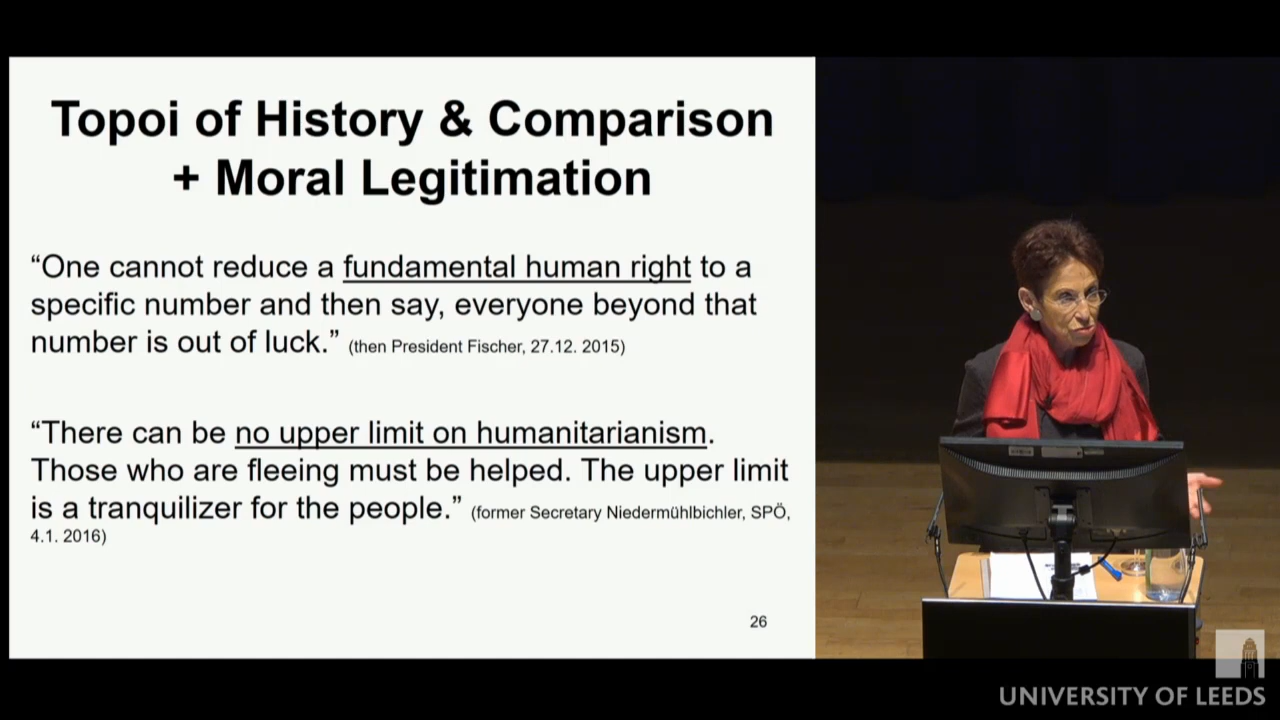 Topoi of History & Comparison
+ Moral Legitimation
“One cannot reduce a fundamental human right to a
specific number and then say, everyone beyond that
number is out of luck.” (then President Fischer, 27.12. 2015)
“There can be no upper limit on humanitarianism.
Those who are fleeing must be helped. The upper limit
is a tranquilizer for the people.” (former Secretary Niedermühlbichler, SPÖ,
4.1. 2016)
26
UNIVERSITY OF LEEDS